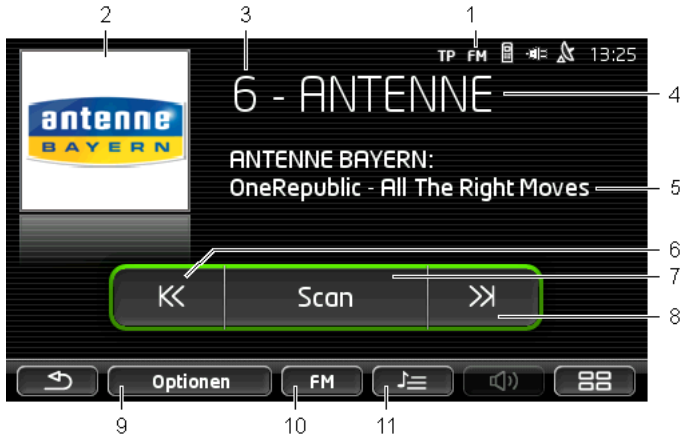 2 3 1
TP FM 13:25
6 - ANTENNE 4
antenne
BAYERN
ANTENNE BAYERN:
OneRepublic - All The Right Moves 5
6
7
Scan
8
Optionen FM
9 10 11